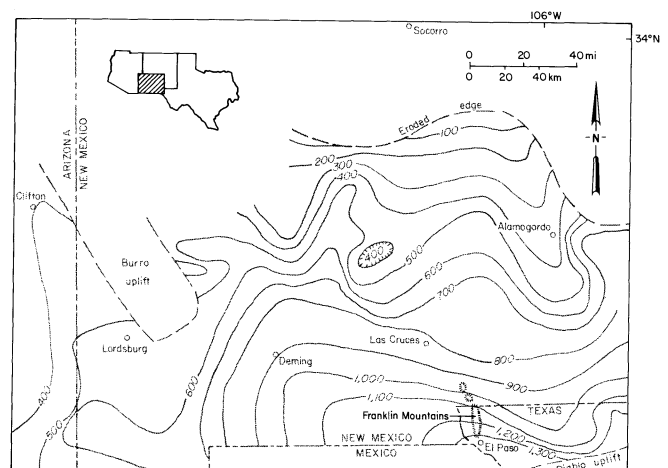 106°W
Socorro
34°N
0 20 40 mi
0 20 40 km
Eroded edge
100
ARIZONA
NEW MEXICO
N
200
300
400
Clifton
Alamogordo
400
500
Burro
uplift
600
700
Lordsburg
Las Cruces
Deming
800
600
900
400
1,000
1,100
TEXAS
Franklin Mountains
500
NEW MEXICO
MEXICO
1,200
1,300
El Paso
Diablo uplift